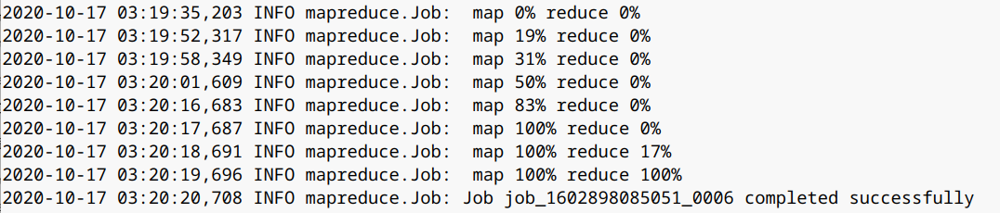 2020-10-17 03:19:35,203 INFO mapreduce.Job:  map 0% reduce 0%
2020-10-17 03:19:52,317 INFO mapreduce.Job:  map 19% reduce 0%
2020-10-17 03:19:58,349 INFO mapreduce.Job:  map 31% reduce 0%
2020-10-17 03:20:01,609 INFO mapreduce.Job:  map 50% reduce 0%
2020-10-17 03:20:16,683 INFO mapreduce.Job:  map 83% reduce 0%
2020-10-17 03:20:17,687 INFO mapreduce.Job:  map 100% reduce 0%
2020-10-17 03:20:18,691 INFO mapreduce.Job:  map 100% reduce 17%
2020-10-17 03:20:19,696 INFO mapreduce.Job:  map 100% reduce 100%
2020-10-17 03:20:20,708 INFO mapreduce.Job: Job job_1602898085051_0006 completed successfully